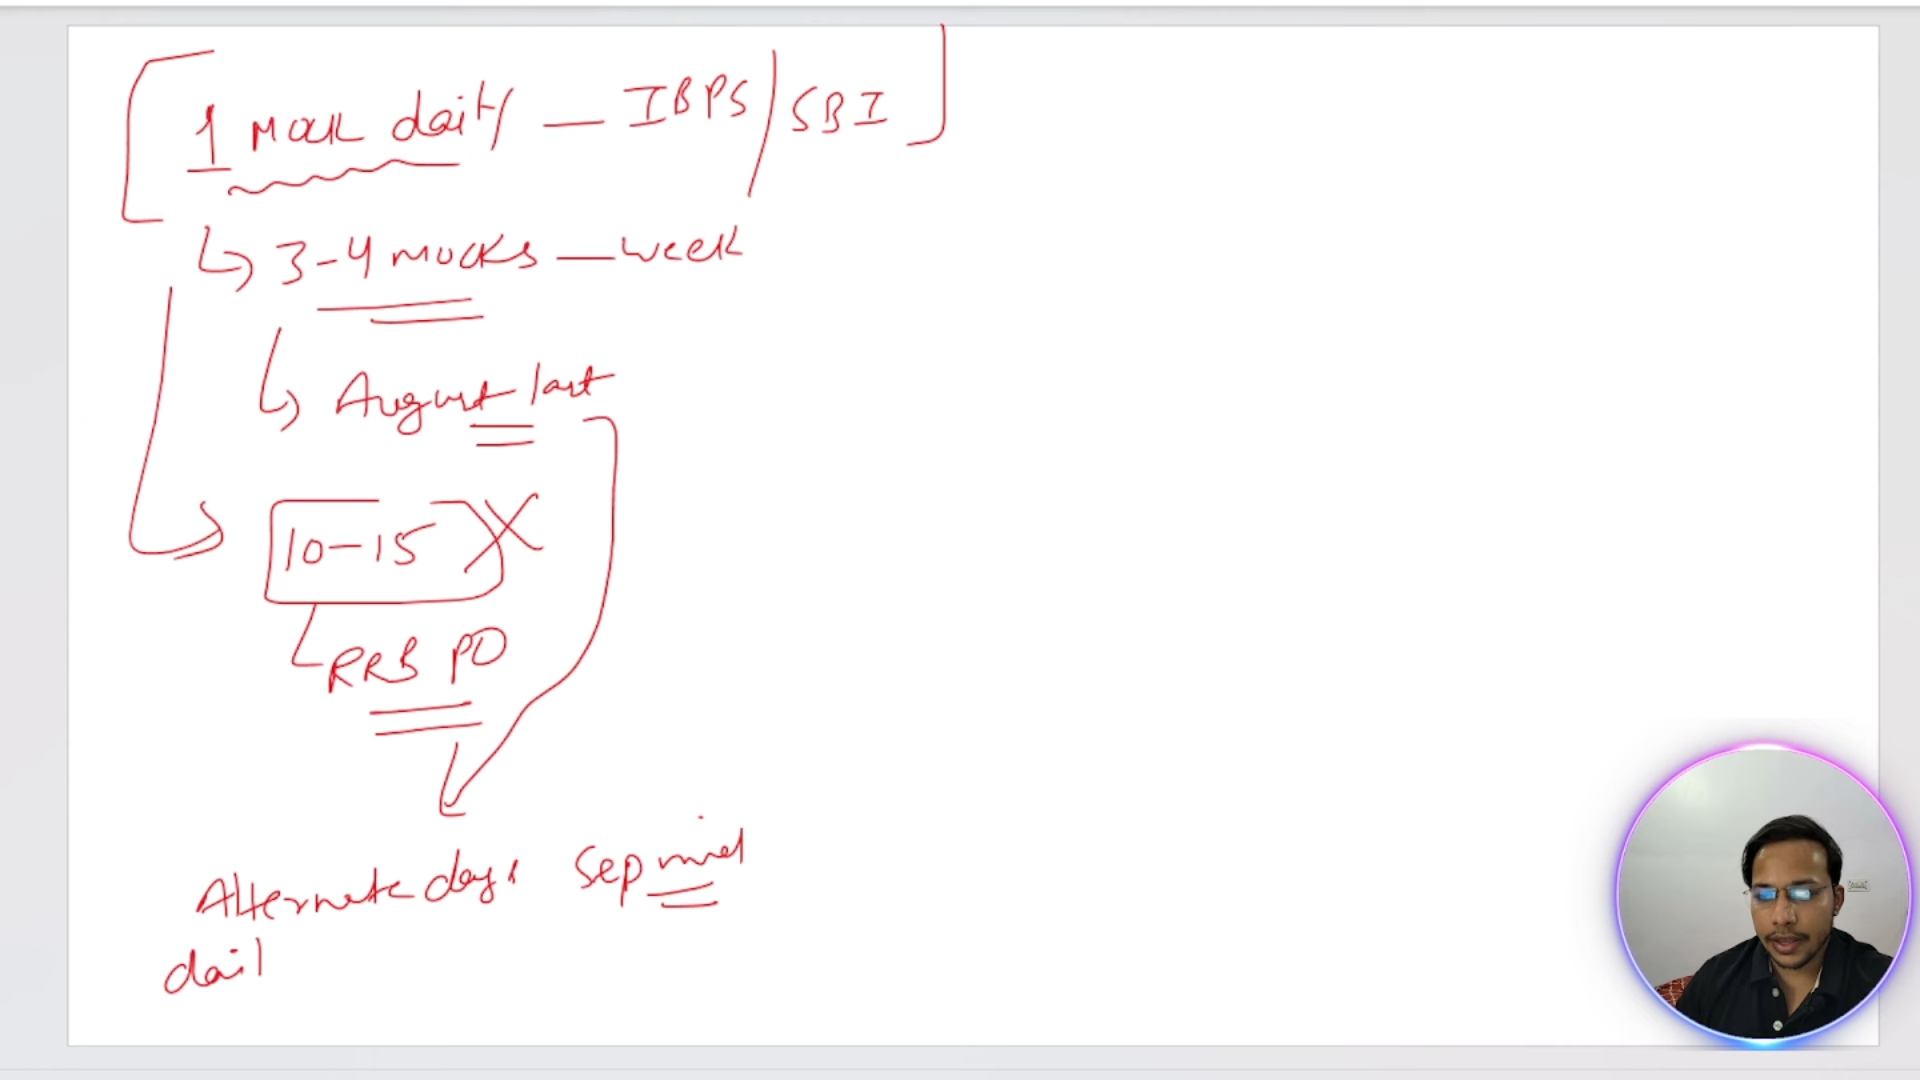 1 Mock daily — IBPS/SBI
3-4 mocks — week
August last
10-15 X
RRB PO
Alternate days Sep mid
dail